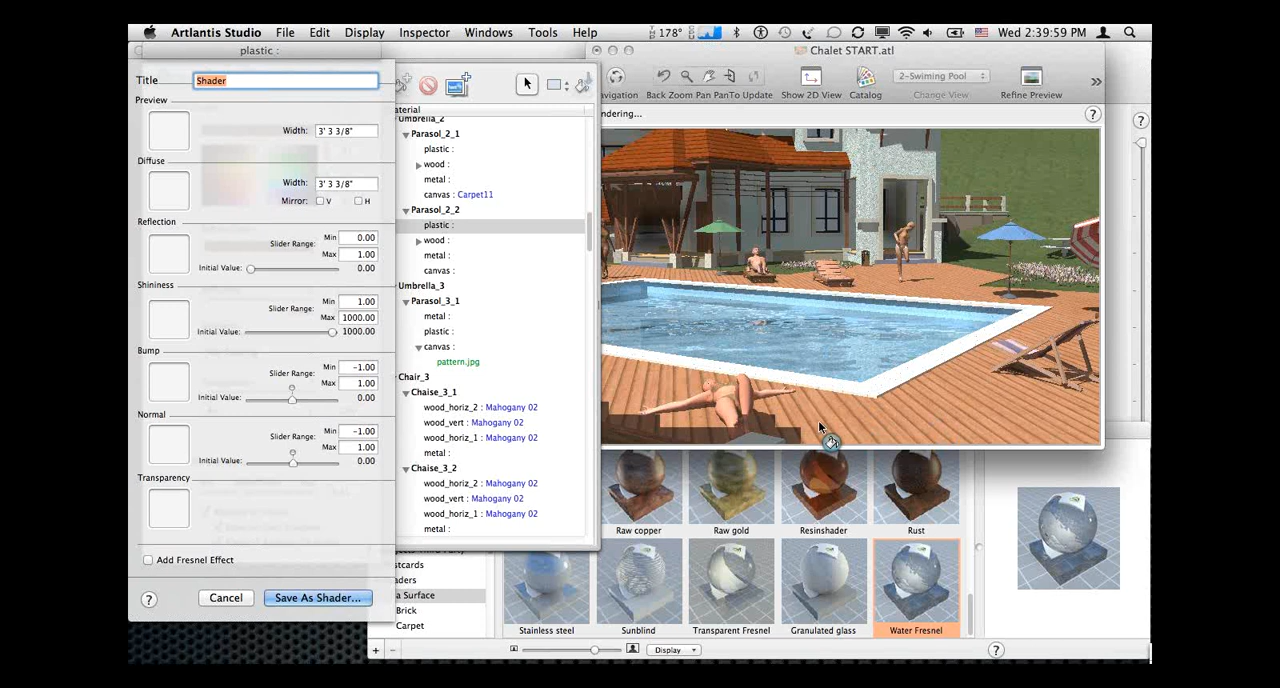 Artlantis Studio File Edit Display Inspector Windows Tools Help 178° Wed 2:39:59 PM
plastic :
Title Shader
Preview
Width: 3' 3 3/8"
Diffuse
Width: 3' 3 3/8"
Mirror: V H
Reflection
Min 0.00
Slider Range:
Max 1.00
Initial Value: 0.00
Shininess
Min 1.00
Slider Range:
Max 1000.00
Initial Value: 1000.00
Bump
Min -1.00
Slider Range:
Max 1.00
Initial Value: 0.00
Normal
Min -1.00
Slider Range:
Max 1.00
Initial Value: 0.00
Transparency
Add Fresnel Effect
? Cancel Save As Shader...
aterial
Umbrella_2
Parasol_2_1
plastic :
wood :
metal :
canvas : Carpet11
Parasol_2_2
plastic :
wood :
metal :
canvas :
Umbrella_3
Parasol_3_1
metal :
plastic :
canvas :
pattern.jpg
Chair_3
Chaise_3_1
wood_horiz_2 : Mahogany 02
wood_vert : Mahogany 02
wood_horiz_1 : Mahogany 02
metal :
Chaise_3_2
wood_horiz_2 : Mahogany 02
wood_vert : Mahogany 02
wood_horiz_1 : Mahogany 02
metal :
Chalet START.atl
2-Swiming Pool
avigation Back Zoom Pan PanTo Update Show 2D View Catalog Change View Refine Preview
ndering... ?
?
Raw copper Raw gold Resinshader Rust
stcards
aders
a Surface
Brick
Carpet
Stainless steel Sunblind Transparent Fresnel Granulated glass Water Fresnel
+ - Display ?